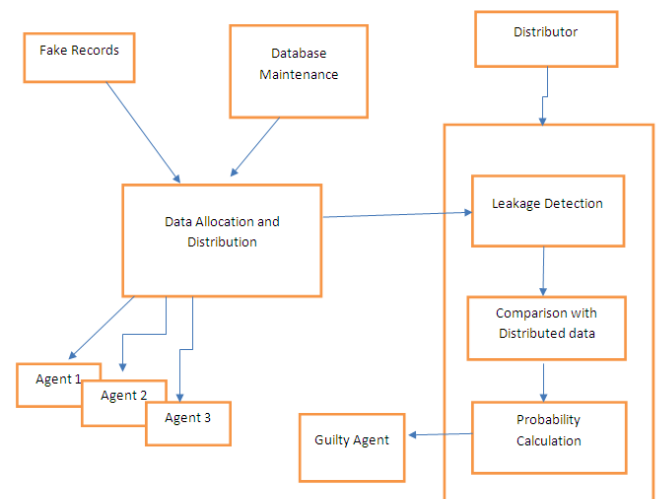 Fake Records
Database
Maintenance
Distributor
Data Allocation and
Distribution
Leakage Detection
Comparison with
Distributed data
Agent 1
Agent 2
Agent 3
Guilty Agent
Probability
Calculation